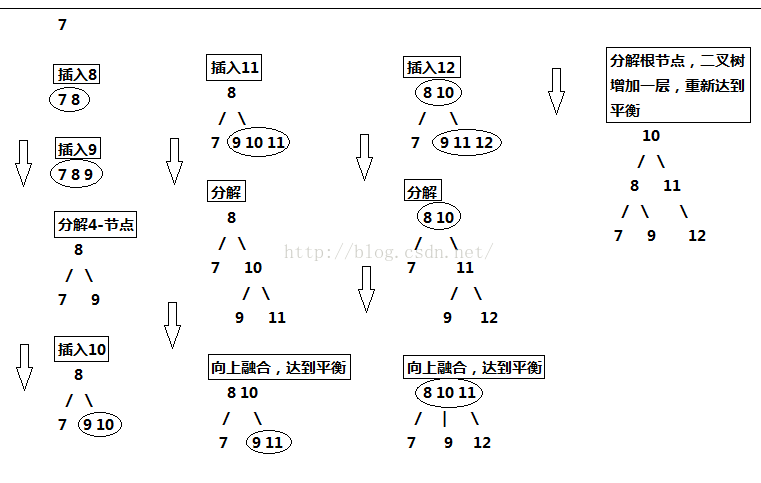 7
插入8
7 8
插入9
7 8 9
分解4-节点
8
7 9
插入10
8
7 9 10
插入11
8
7 9 10 11
分解
8
7 10
9 11
向上融合，达到平衡
8 10
7 9 11
插入12
8 10
7 9 11 12
分解
8 10
7 11
9 12
向上融合，达到平衡
8 10 11
7 9 12
分解根节点，二叉树
增加一层，重新达到
平衡
10
8 11
7 9 12
http://blog.csdn.net/